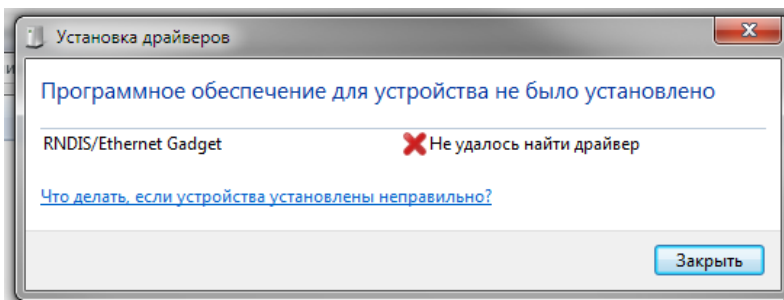 Установка драйверов
Программное обеспечение для устройства не было установлено
RNDIS/Ethernet Gadget
Не удалось найти драйвер
Что делать, если устройства установлены неправильно?
Закрыть